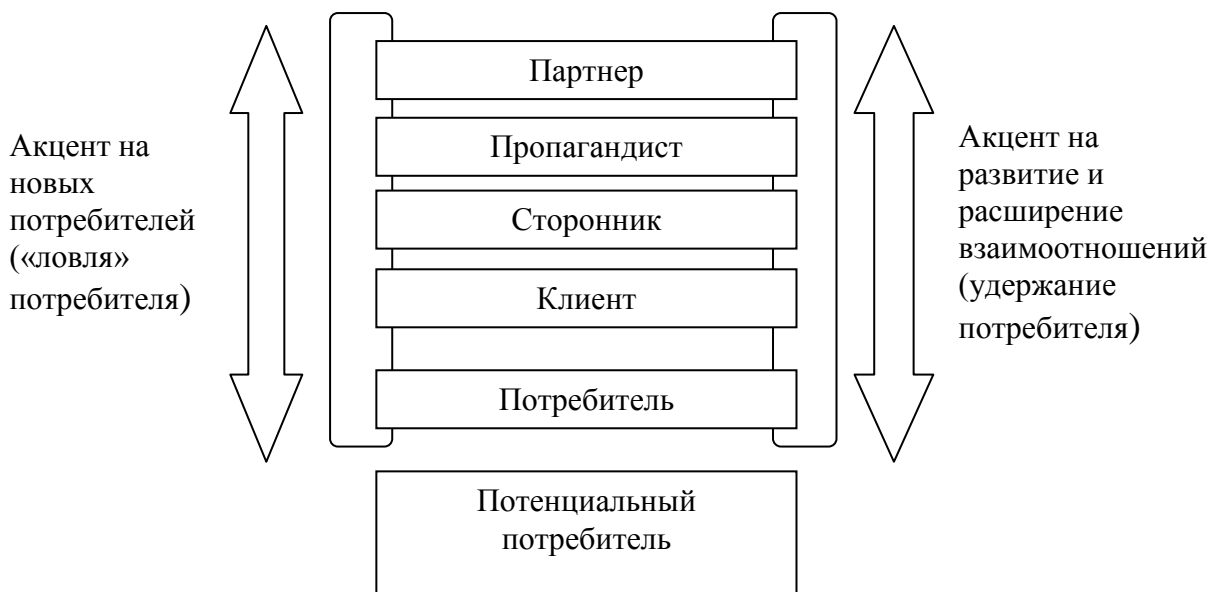 Партнер
Пропагандист
Сторонник
Клиент
Потребитель
Потенциальный
потребитель
Акцент на
новых
потребителей
(«ловля»
потребителя)
Акцент на
развитие и
расширение
взаимоотношений
(удержание
потребителя)